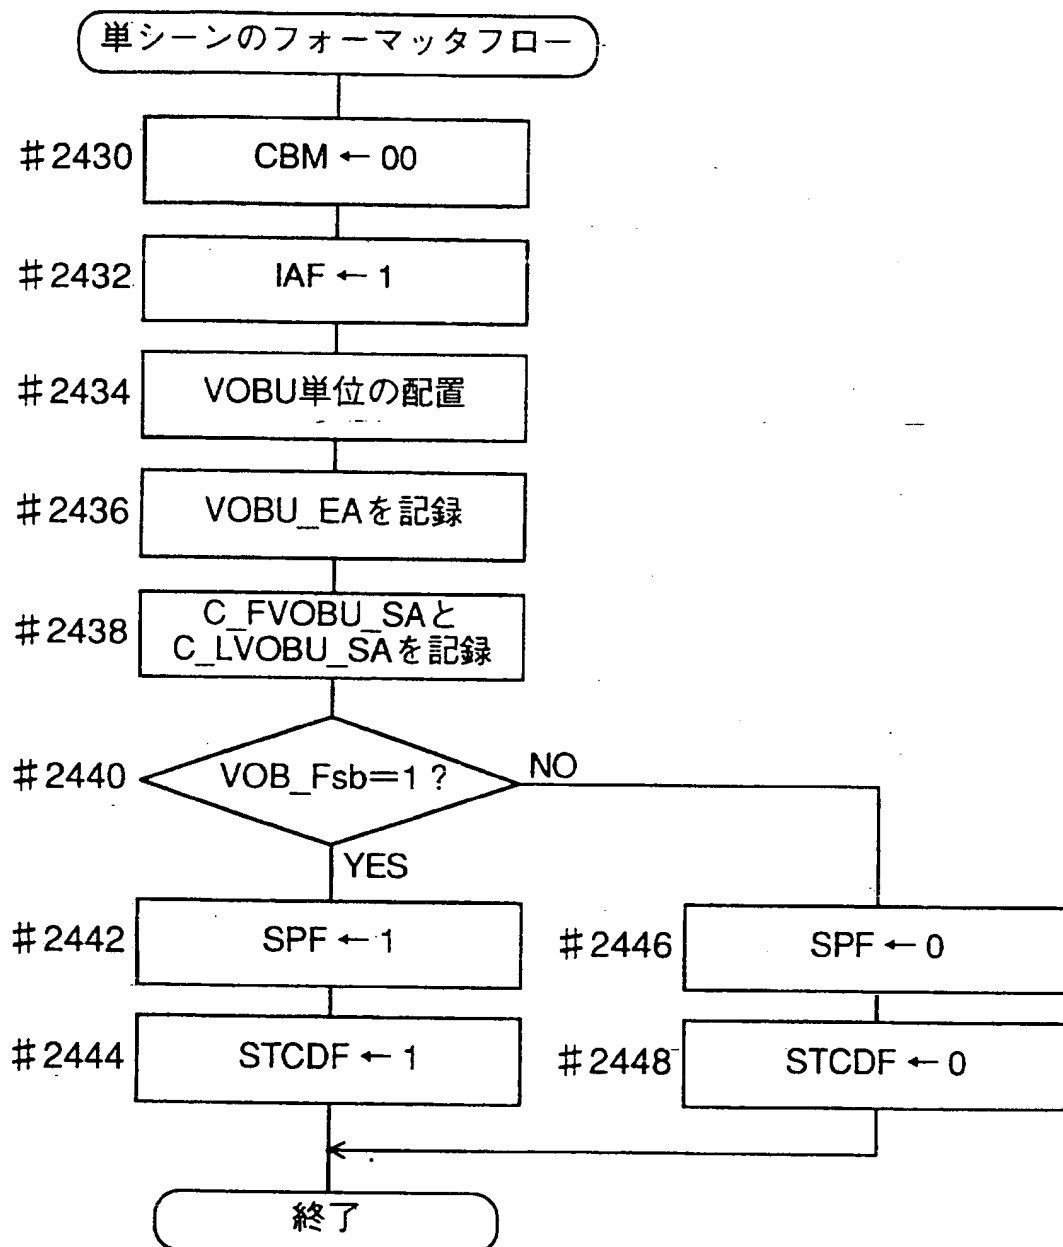 単シーンのフォーマッタフロー
#2430
CBM ← 00
#2432
IAF ← 1
#2434
VOBU単位の配置
#2436
VOBU_EAを記録
#2438
C_FVOBU_SAと
C_LVOBU_SAを記録
#2440
VOB_Fsb=1?
NO
YES
#2442
SPF ← 1
#2446
SPF ← 0
#2444
STCDF ← 1
#2448
STCDF ← 0
終了